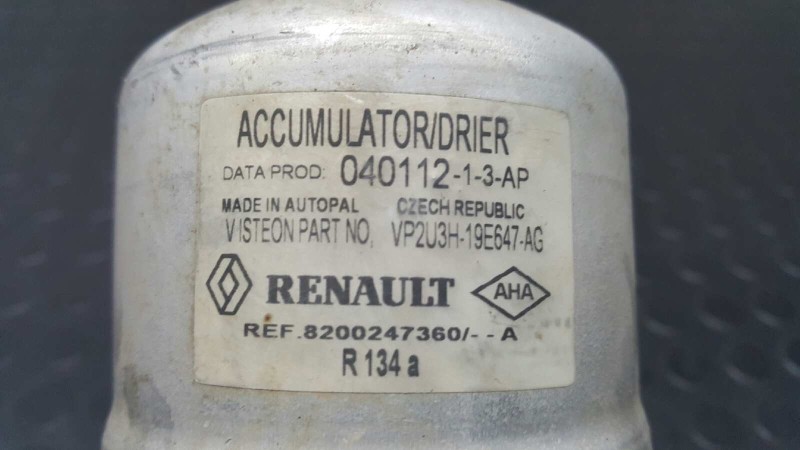 ACCUMULATOR/DRIER
DATA PROD: 040112-1-3-AP
MADE IN AUTOPAL CZECH REPUBLIC
VISTEON PART NO. VP2U3H-19E647-AG
RENAULT AHA
REF.8200247360/--A
R 134 a